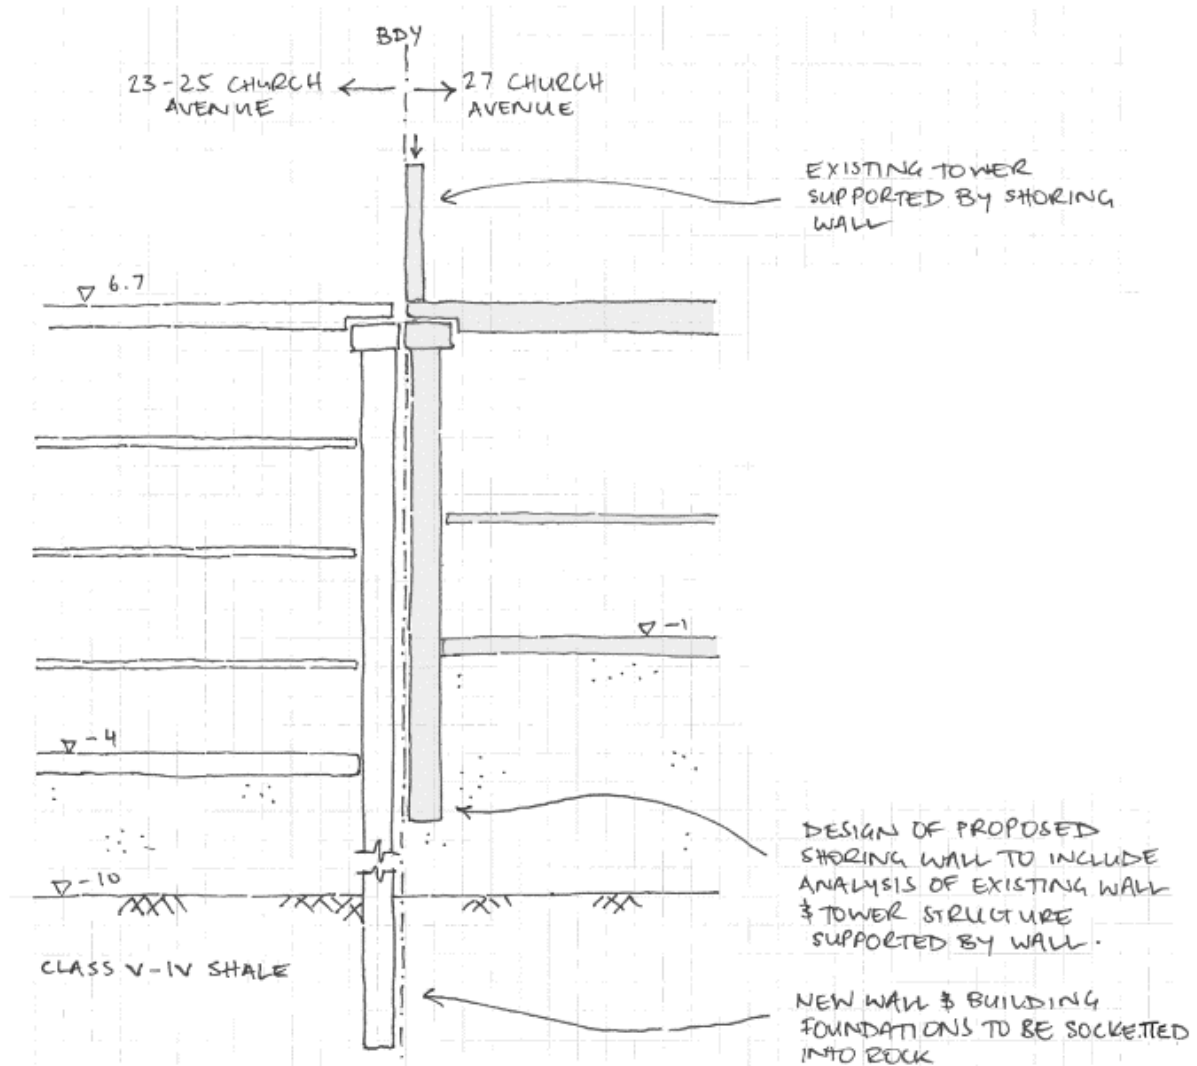 BDY
23-25 CHURCH
AVENUE
27 CHURCH
AVENUE
EXISTING TOWER
SUPPORTED BY SHORING
WALL
6.7
-1
-4
DESIGN OF PROPOSED
SHORING WALL TO INCLUDE
ANALYSIS OF EXISTING WALL
& TOWER STRUCTURE
SUPPORTED BY WALL.
-10
CLASS V-IV SHALE
NEW WALL & BUILDING
FOUNDATIONS TO BE SOCKETTED
INTO ROCK